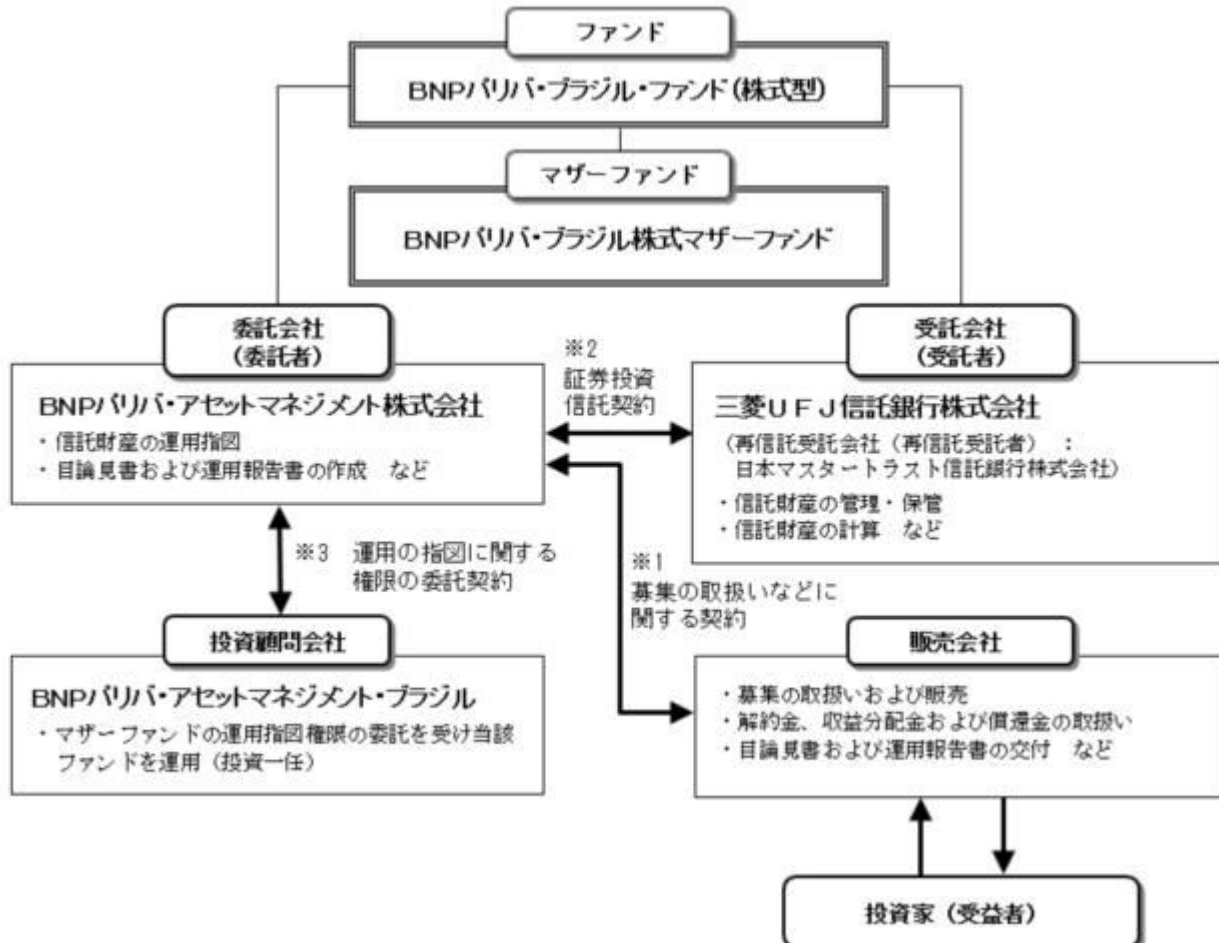 ファンド
BNPパリバ・ブラジル・ファンド(株式型)
マザーファンド
BNPパリバ・ブラジル株式マザーファンド
委託会社
(委託者)
BNPパリバ・アセットマネジメント株式会社
・信託財産の運用指図
・目論見書および運用報告書の作成 など
※2
証券投資
信託契約
受託会社
(受託者)
三菱UFJ信託銀行株式会社
(再信託受託会社(再信託受託者) :
日本マスタートラスト信託銀行株式会社)
・信託財産の管理・保管
・信託財産の計算 など
※3 運用の指図に関する
権限の委託契約
※1
募集の取扱いなどに
関する契約
投資顧問会社
BNPパリバ・アセットマネジメント・ブラジル
・マザーファンドの運用指図権限の委託を受け当該
ファンドを運用(投資一任)
販売会社
・募集の取扱いおよび販売
・解約金、収益分配金および償還金の取扱い
・目論見書および運用報告書の交付 など
投資家(受益者)